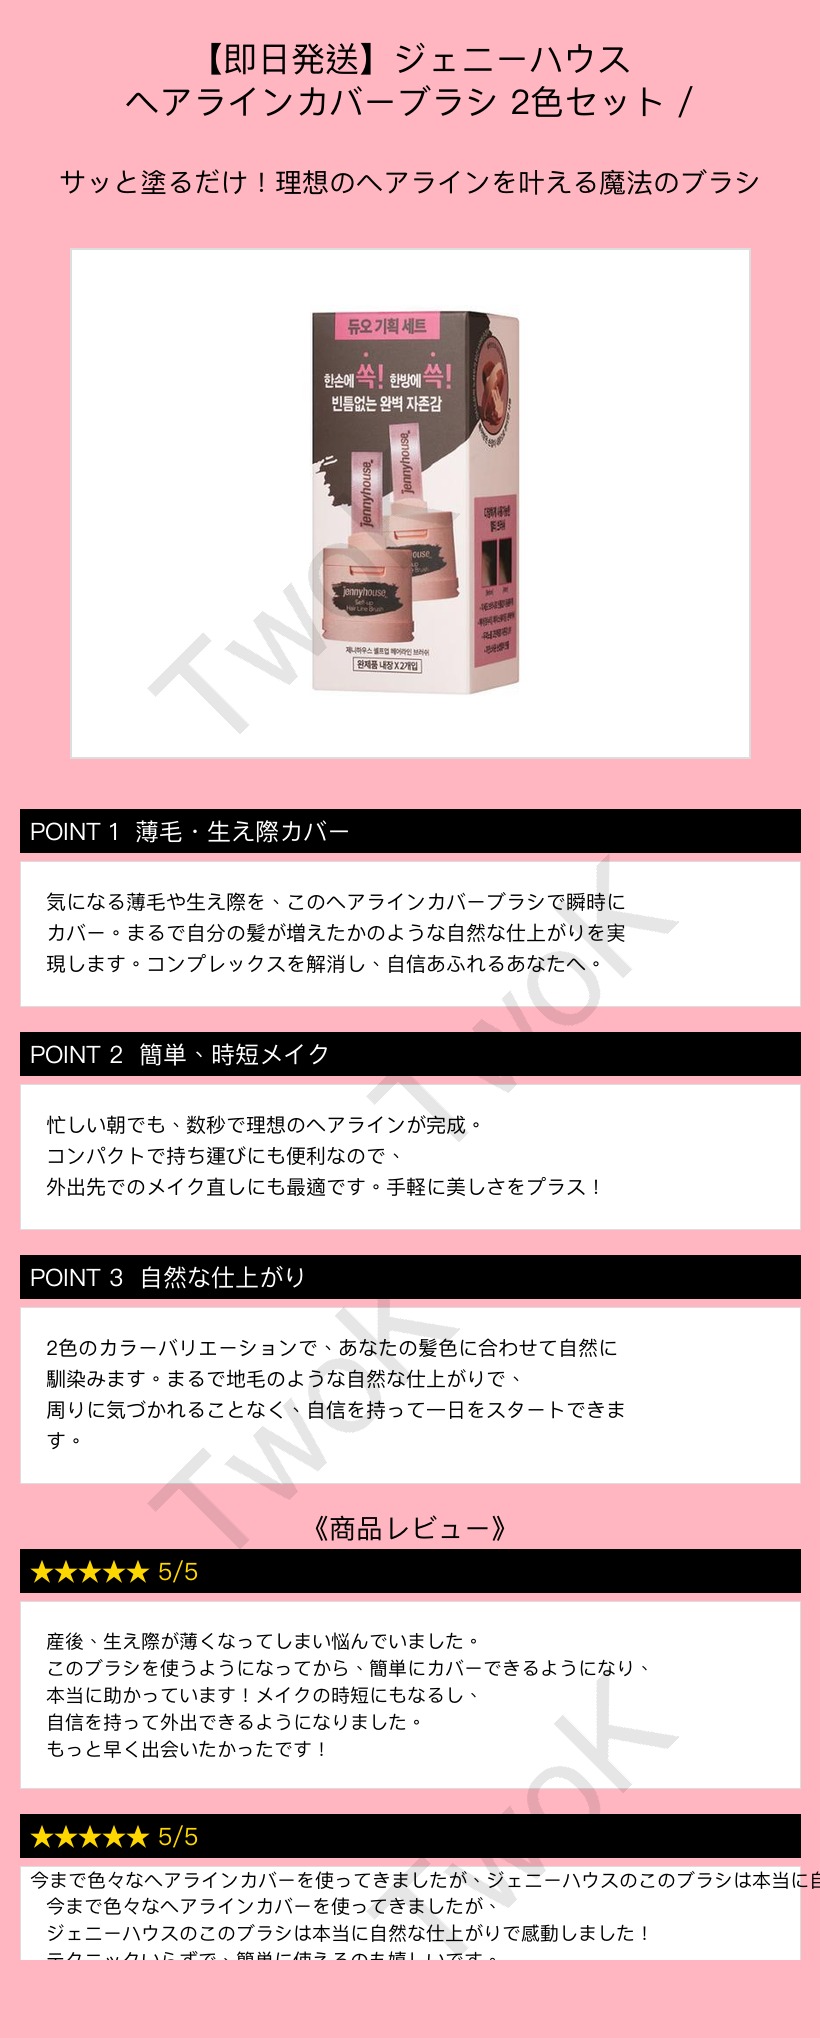 【即日発送】ジェニーハウス
ヘアラインカバーブラシ 2色セット /
サッと塗るだけ！理想のヘアラインを叶える魔法のブラシ
듀오 기획 세트
한손에 쏙! 한방에 쓱!
빈틈없는 완벽 자존감
jennyhouse
jennyhouse
jennyhouse
Self-up
Hair Line Brush
제니하우스 셀프업 헤어라인 브러쉬
완제품 내장 X 2개입
TwoK
POINT 1 薄毛・生え際カバー
気になる薄毛や生え際を、このヘアラインカバーブラシで瞬時に
カバー。まるで自分の髪が増えたかのような自然な仕上がりを実
現します。コンプレックスを解消し、自信あふれるあなたへ。
TwoK
POINT 2 簡単、時短メイク
忙しい朝でも、数秒で理想のヘアラインが完成。
コンパクトで持ち運びにも便利なので、
外出先でのメイク直しにも最適です。手軽に美しさをプラス！
POINT 3 自然な仕上がり
2色のカラーバリエーションで、あなたの髪色に合わせて自然に
馴染みます。まるで地毛のような自然な仕上がりで、
周りに気づかれることなく、自信を持って一日をスタートできま
す。
TwoK
《商品レビュー》
★★★★★ 5/5
産後、生え際が薄くなってしまい悩んでいました。
このブラシを使うようになってから、簡単にカバーできるようになり、
本当に助かっています！メイクの時短にもなるし、
自信を持って外出できるようになりました。
もっと早く出会いたかったです！
TwoK
★★★★★ 5/5
今まで色々なヘアラインカバーを使ってきましたが、ジェニーハウスのこのブラシは本当に自
今まで色々なヘアラインカバーを使ってきましたが、
ジェニーハウスのこのブラシは本当に自然な仕上がりで感動しました！
テクニックいらずで、簡単に使えるのも嬉しいです。